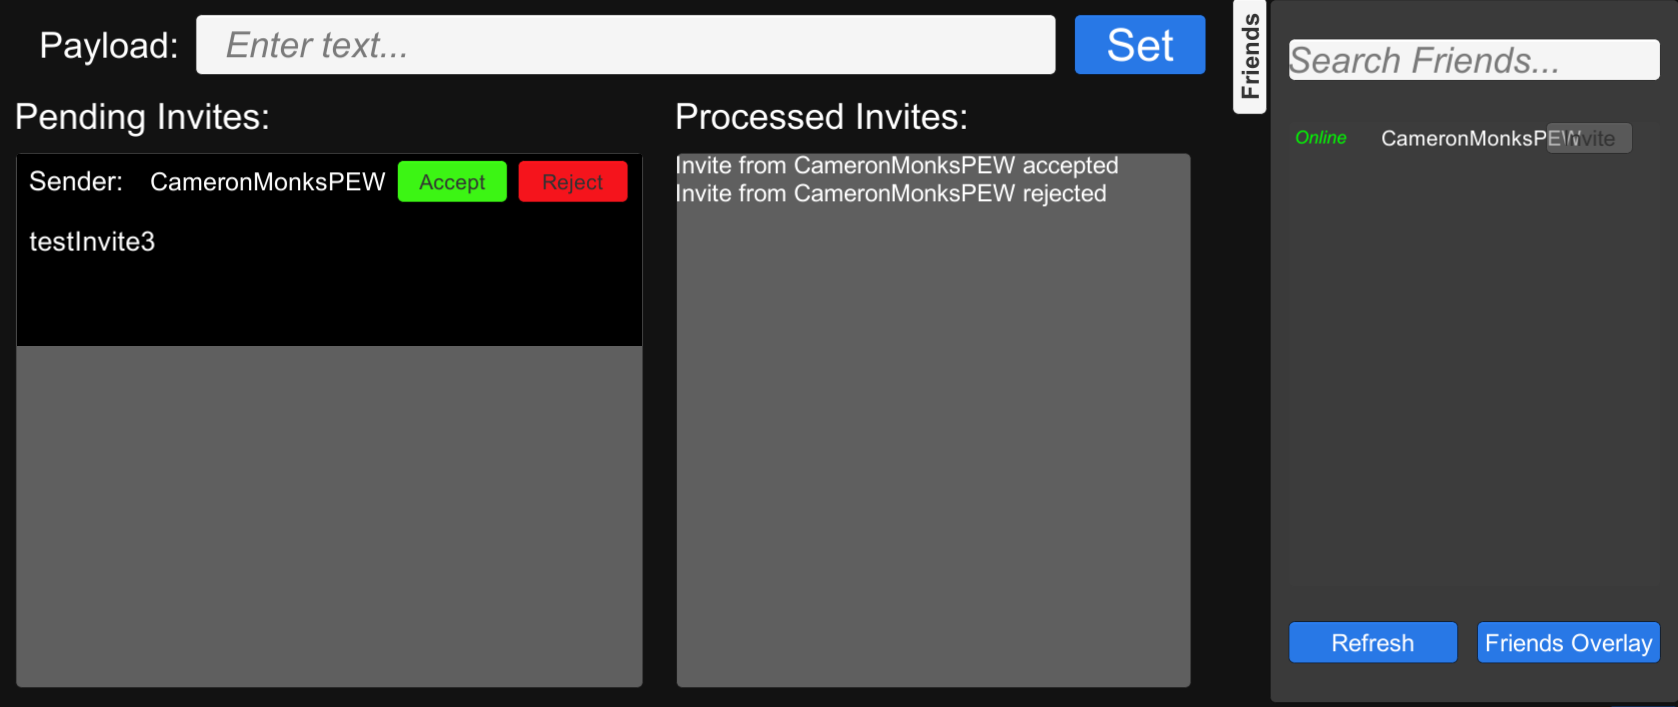 Payload: Enter text... Set
Pending Invites:
Sender: CameronMonksPEW Accept Reject
testInvite3
Processed Invites:
Invite from CameronMonksPEW accepted
Invite from CameronMonksPEW rejected
Friends
Search Friends...
Online CameronMonksPEW Invite
Refresh Friends Overlay